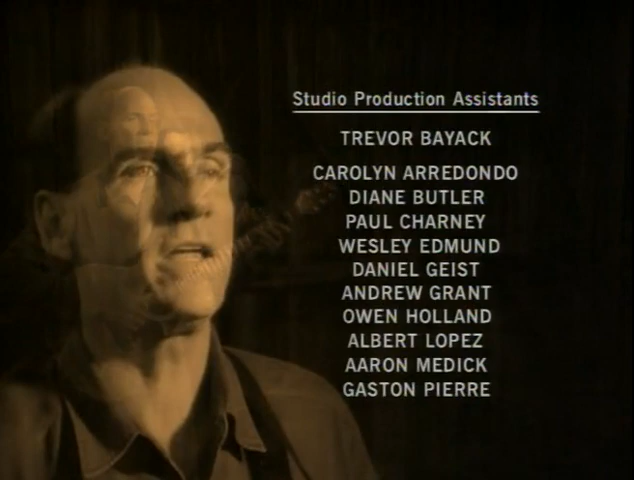 Studio Production Assistants
TREVOR BAYACK
CAROLYN ARREDONDO
DIANE BUTLER
PAUL CHARNEY
WESLEY EDMUND
DANIEL GEIST
ANDREW GRANT
OWEN HOLLAND
ALBERT LOPEZ
AARON MEDICK
GASTON PIERRE